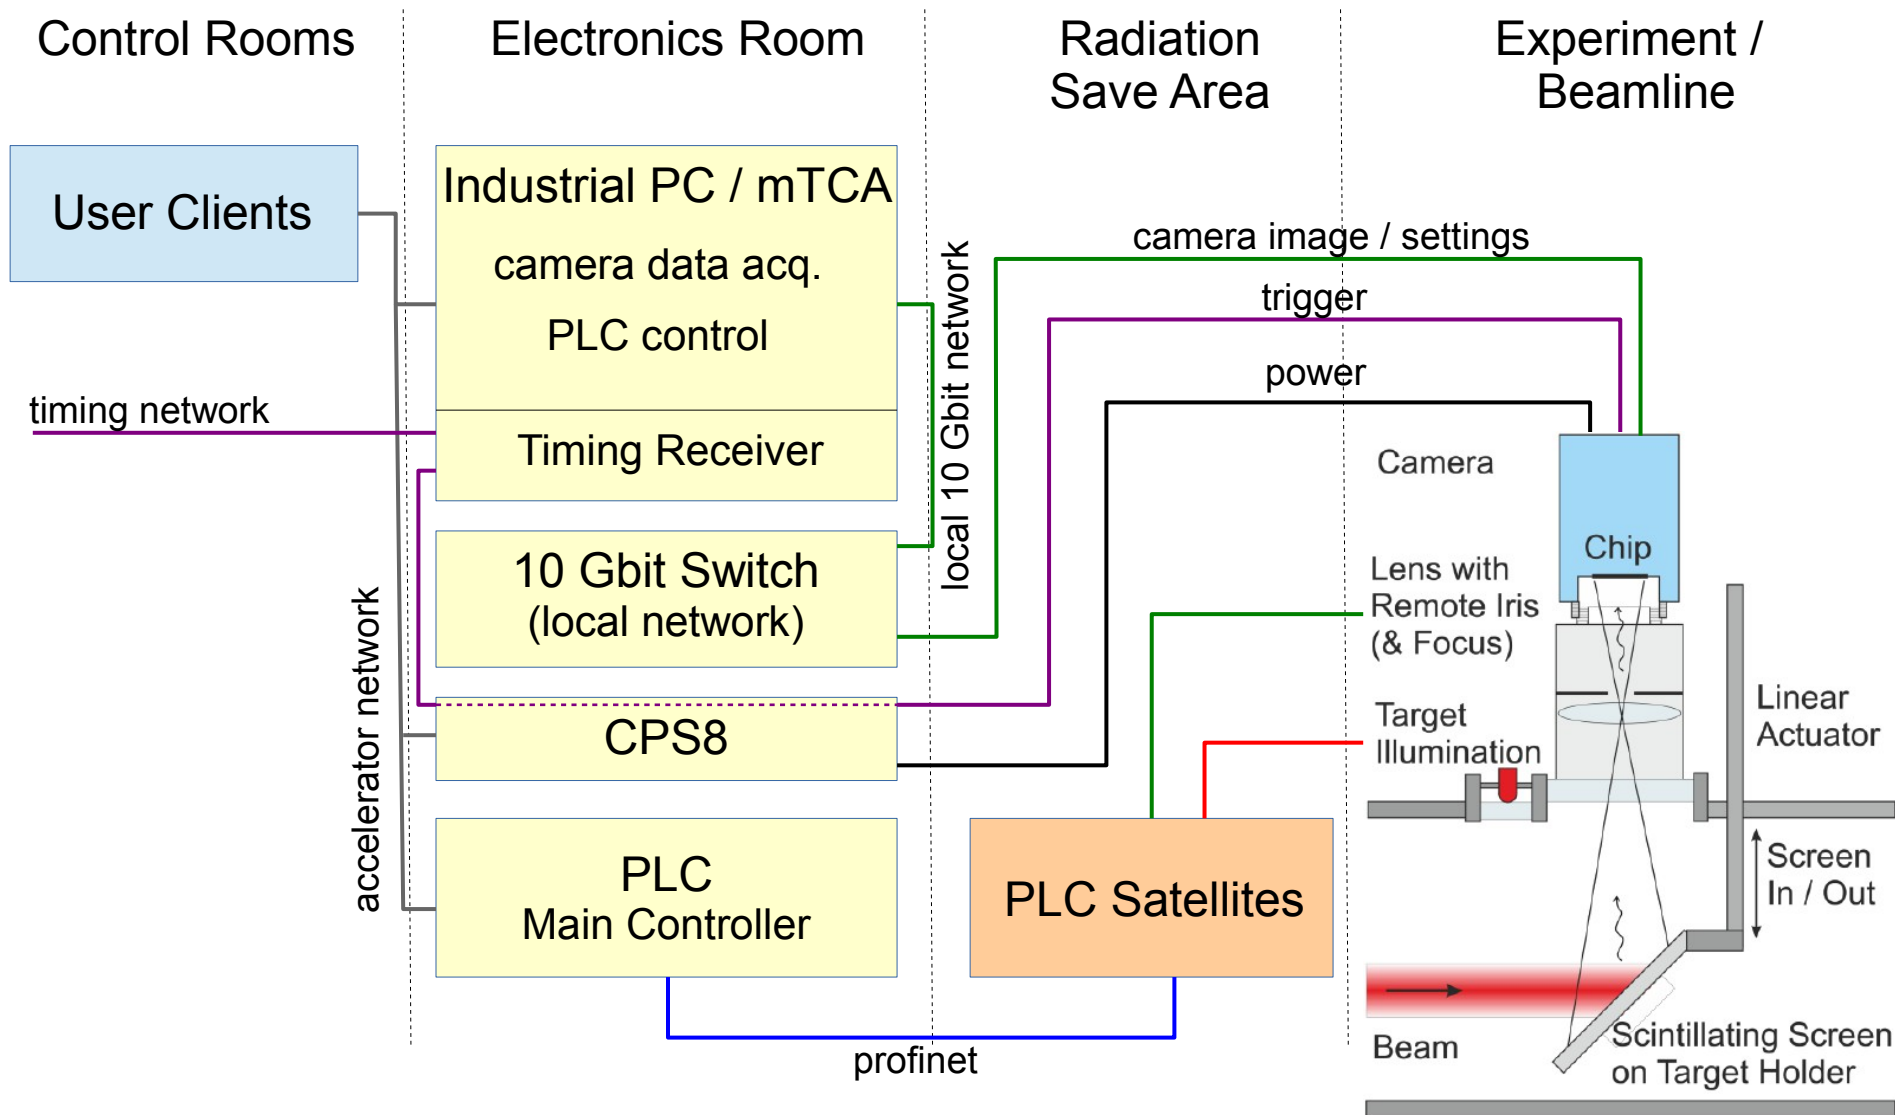 Control Rooms
Electronics Room
Radiation
Save Area
Experiment /
Beamline
User Clients
Industrial PC / mTCA
camera data acq.
PLC control
Timing Receiver
timing network
10 Gbit Switch
(local network)
CPS8
PLC
Main Controller
accelerator network
local 10 Gbit network
camera image / settings
trigger
power
PLC Satellites
profinet
Camera
Chip
Lens with
Remote Iris
(& Focus)
Target
Illumination
Linear
Actuator
Screen
In / Out
Beam
Scintillating Screen
on Target Holder